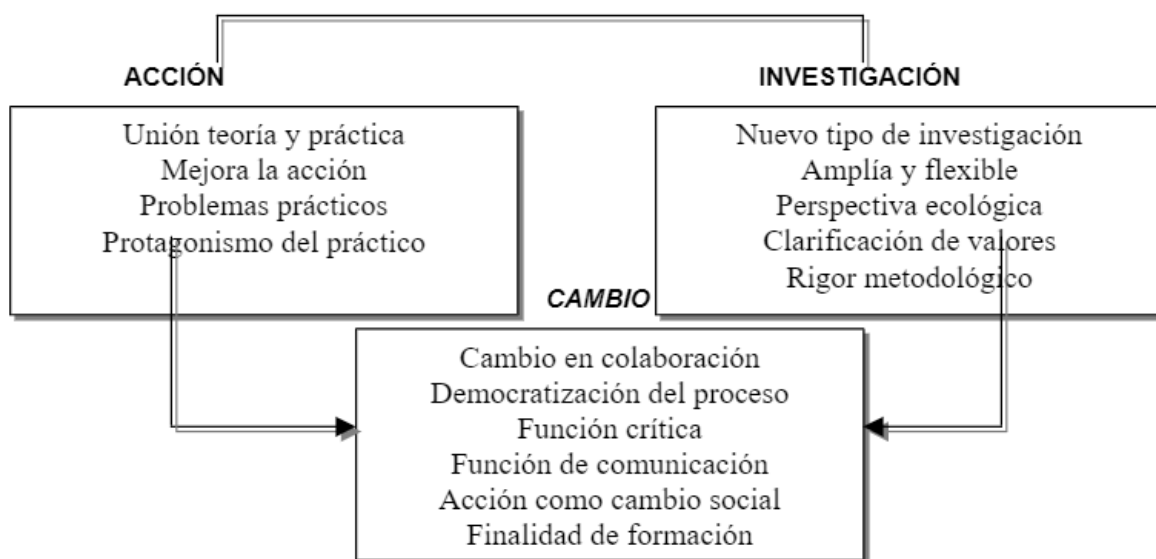 ACCIÓN
Unión teoría y práctica
Mejora la acción
Problemas prácticos
Protagonismo del práctico
INVESTIGACIÓN
Nuevo tipo de investigación
Amplía y flexible
Perspectiva ecológica
Clarificación de valores
Rigor metodológico
CAMBIO
Cambio en colaboración
Democratización del proceso
Función crítica
Función de comunicación
Acción como cambio social
Finalidad de formación